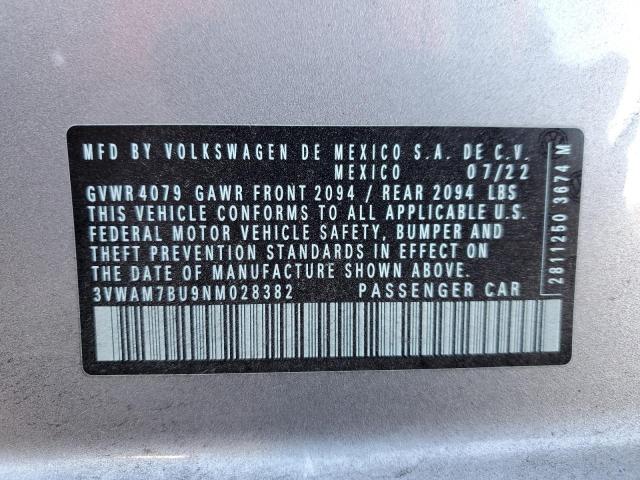 MFD BY VOLKSWAGEN DE MEXICO S.A. DE C.V.
MEXICO 07/22
GVWR 4079 GAWR FRONT 2094 / REAR 2094 LBS
THIS VEHICLE CONFORMS TO ALL APPLICABLE U.S.
FEDERAL MOTOR VEHICLE SAFETY, BUMPER AND
THEFT PREVENTION STANDARDS IN EFFECT ON
THE DATE OF MANUFACTURE SHOWN ABOVE.
3VWAM7BU9NM028382 PASSENGER CAR
2811260 3674 M